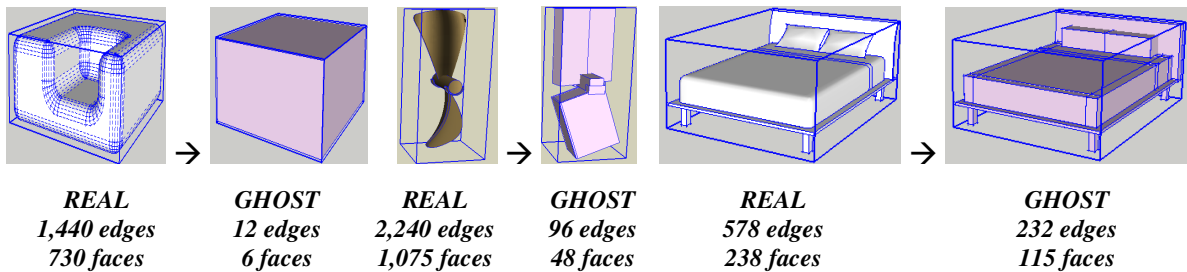 REAL GHOST REAL GHOST REAL GHOST
1,440 edges 12 edges 2,240 edges 96 edges 578 edges 232 edges
730 faces 6 faces 1,075 faces 48 faces 238 faces 115 faces